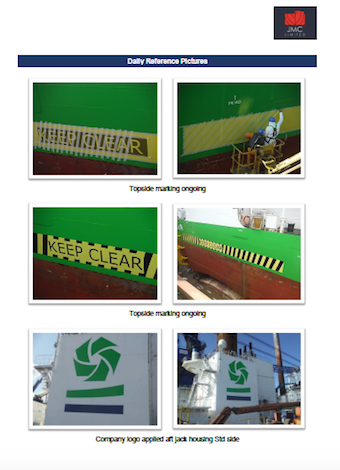 JMC
LIMITED
Daily Reference Pictures
KEEP CLEAR
Topside marking ongoing
KEEP CLEAR
Topside marking ongoing
Company logo applied aft jack housing Std side